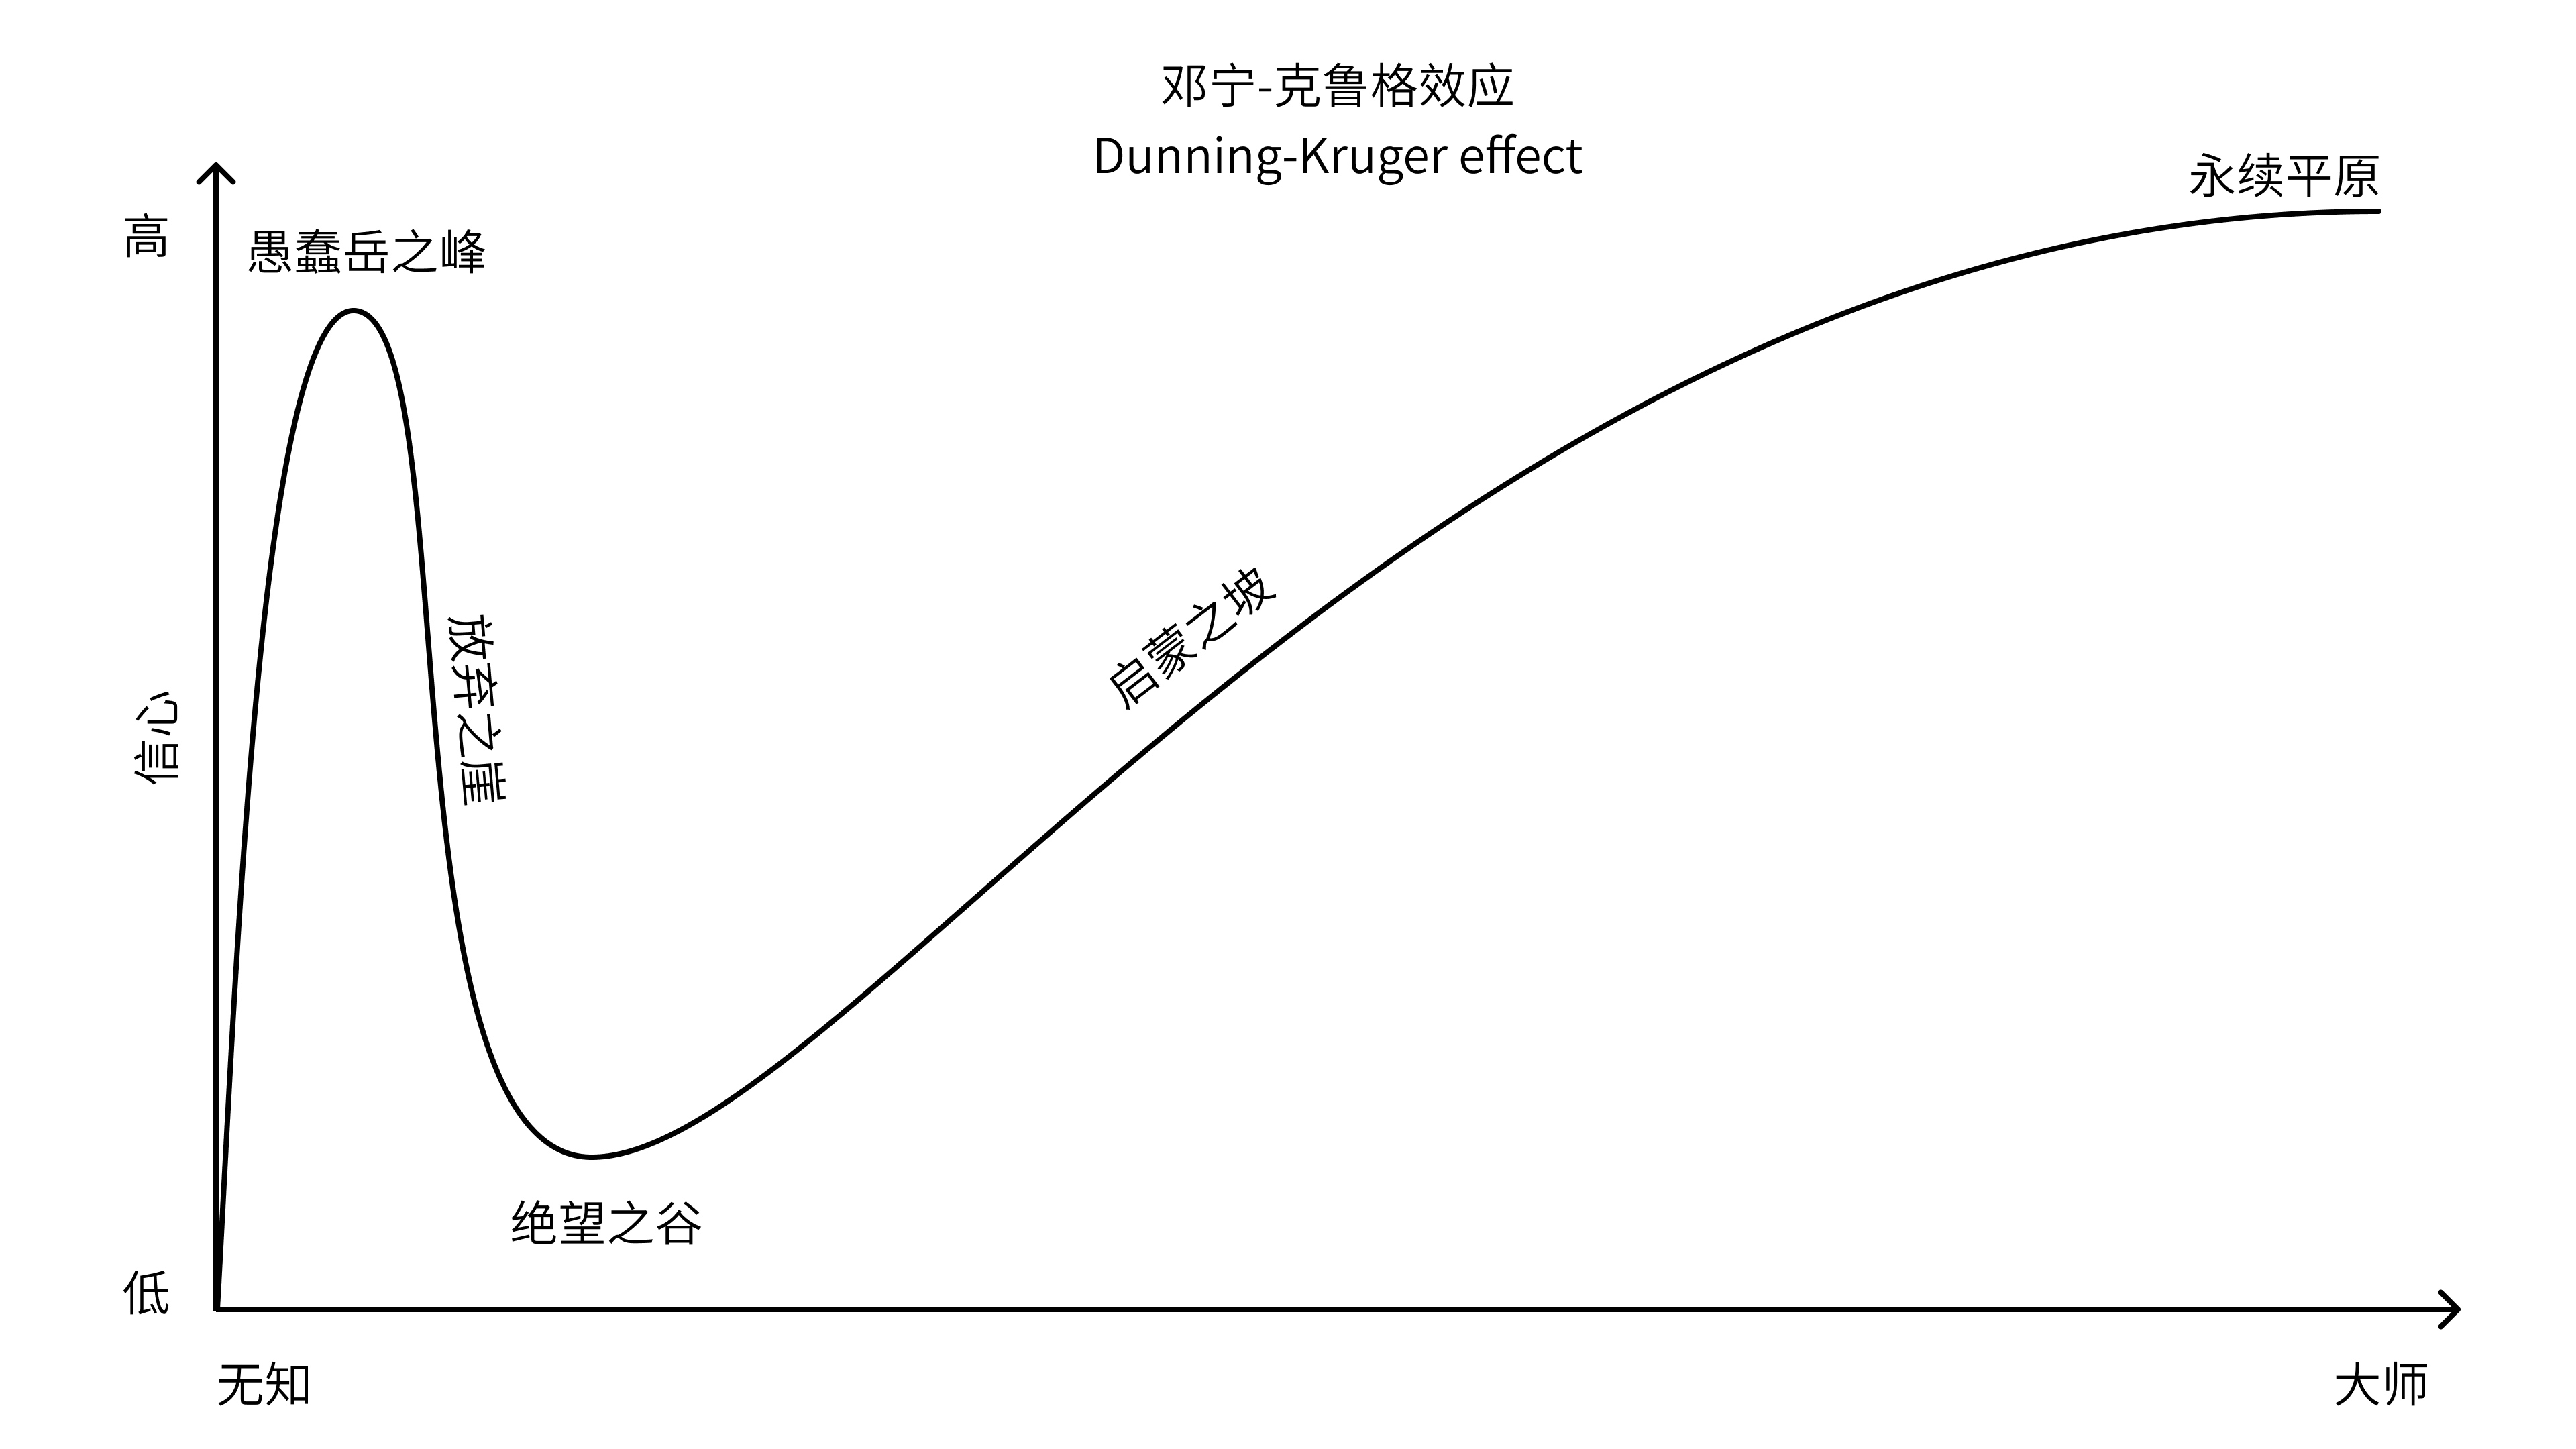 邓宁-克鲁格效应
Dunning-Kruger effect
永续平原
高
愚蠢岳之峰
放弃之崖
启蒙之坡
信心
绝望之谷
低
无知
大师